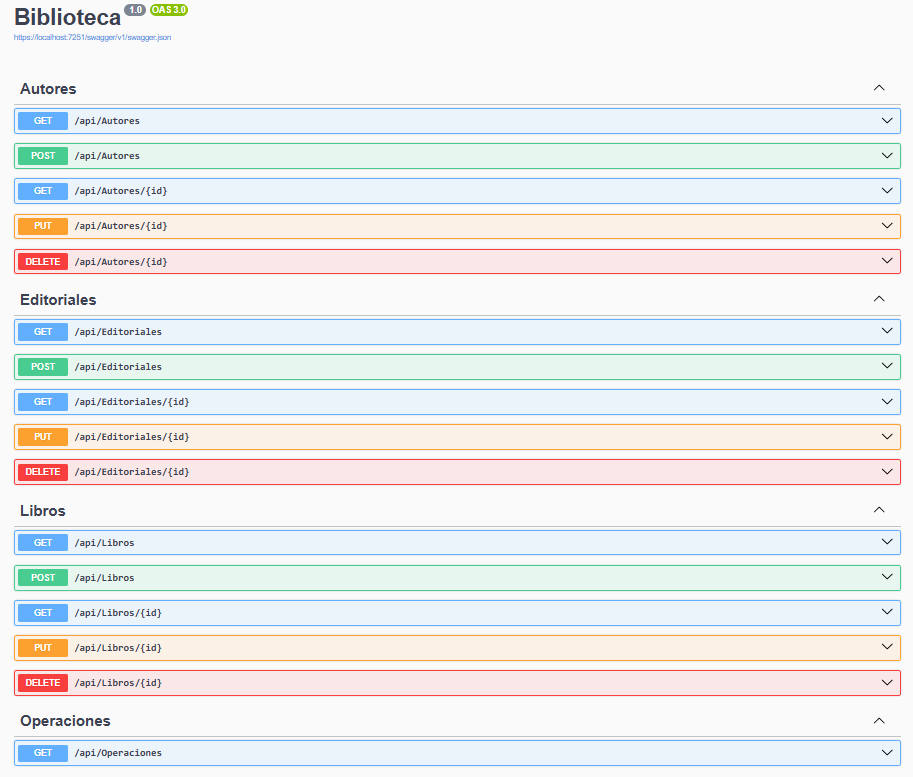 Biblioteca 1.0 OAS 3.0
https://localhost:7251/swagger/v1/swagger.json
Autores
GET /api/Autores
POST /api/Autores
GET /api/Autores/{id}
PUT /api/Autores/{id}
DELETE /api/Autores/{id}
Editoriales
GET /api/Editoriales
POST /api/Editoriales
GET /api/Editoriales/{id}
PUT /api/Editoriales/{id}
DELETE /api/Editoriales/{id}
Libros
GET /api/Libros
POST /api/Libros
GET /api/Libros/{id}
PUT /api/Libros/{id}
DELETE /api/Libros/{id}
Operaciones
GET /api/Operaciones